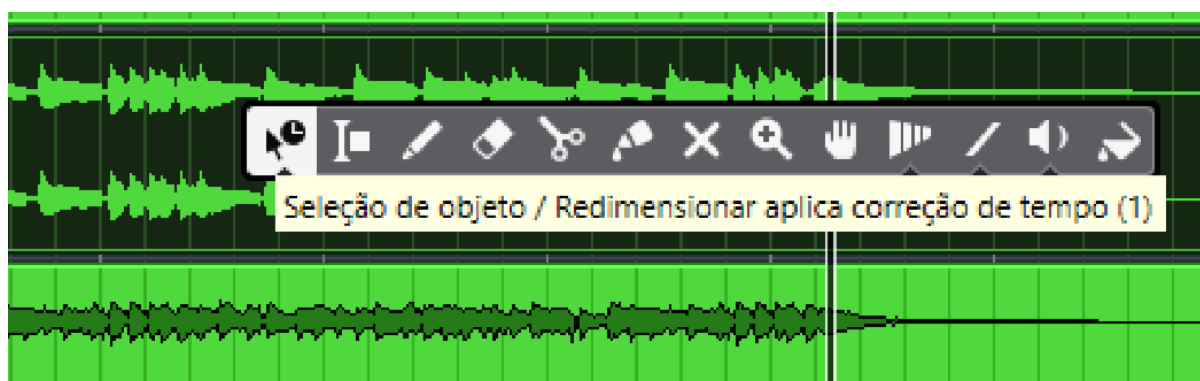 Seleção de objeto / Redimensionar aplica correção de tempo (1)